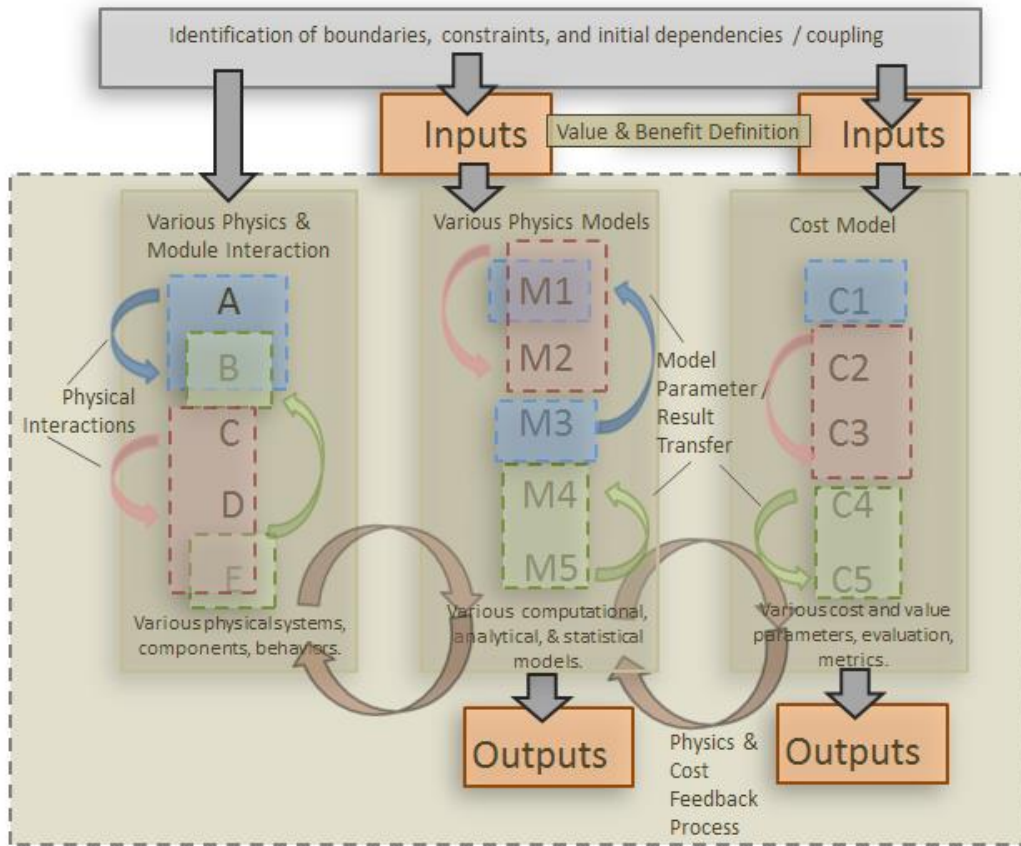 Identification of boundaries, constraints, and initial dependencies / coupling
Inputs
Value & Benefit Definition
Inputs
Various Physics &
Module Interaction
A
B
C
D
E
Physical
Interactions
Various physical systems,
components, behaviors.
Various Physics Models
M1
M2
M3
M4
M5
Various computational,
analytical, & statistical
models.
Model
Parameter/
Result
Transfer
Cost Model
C1
C2
C3
C4
C5
Various cost and value
parameters, evaluation,
metrics.
Outputs
Physics &
Cost
Feedback
Process
Outputs